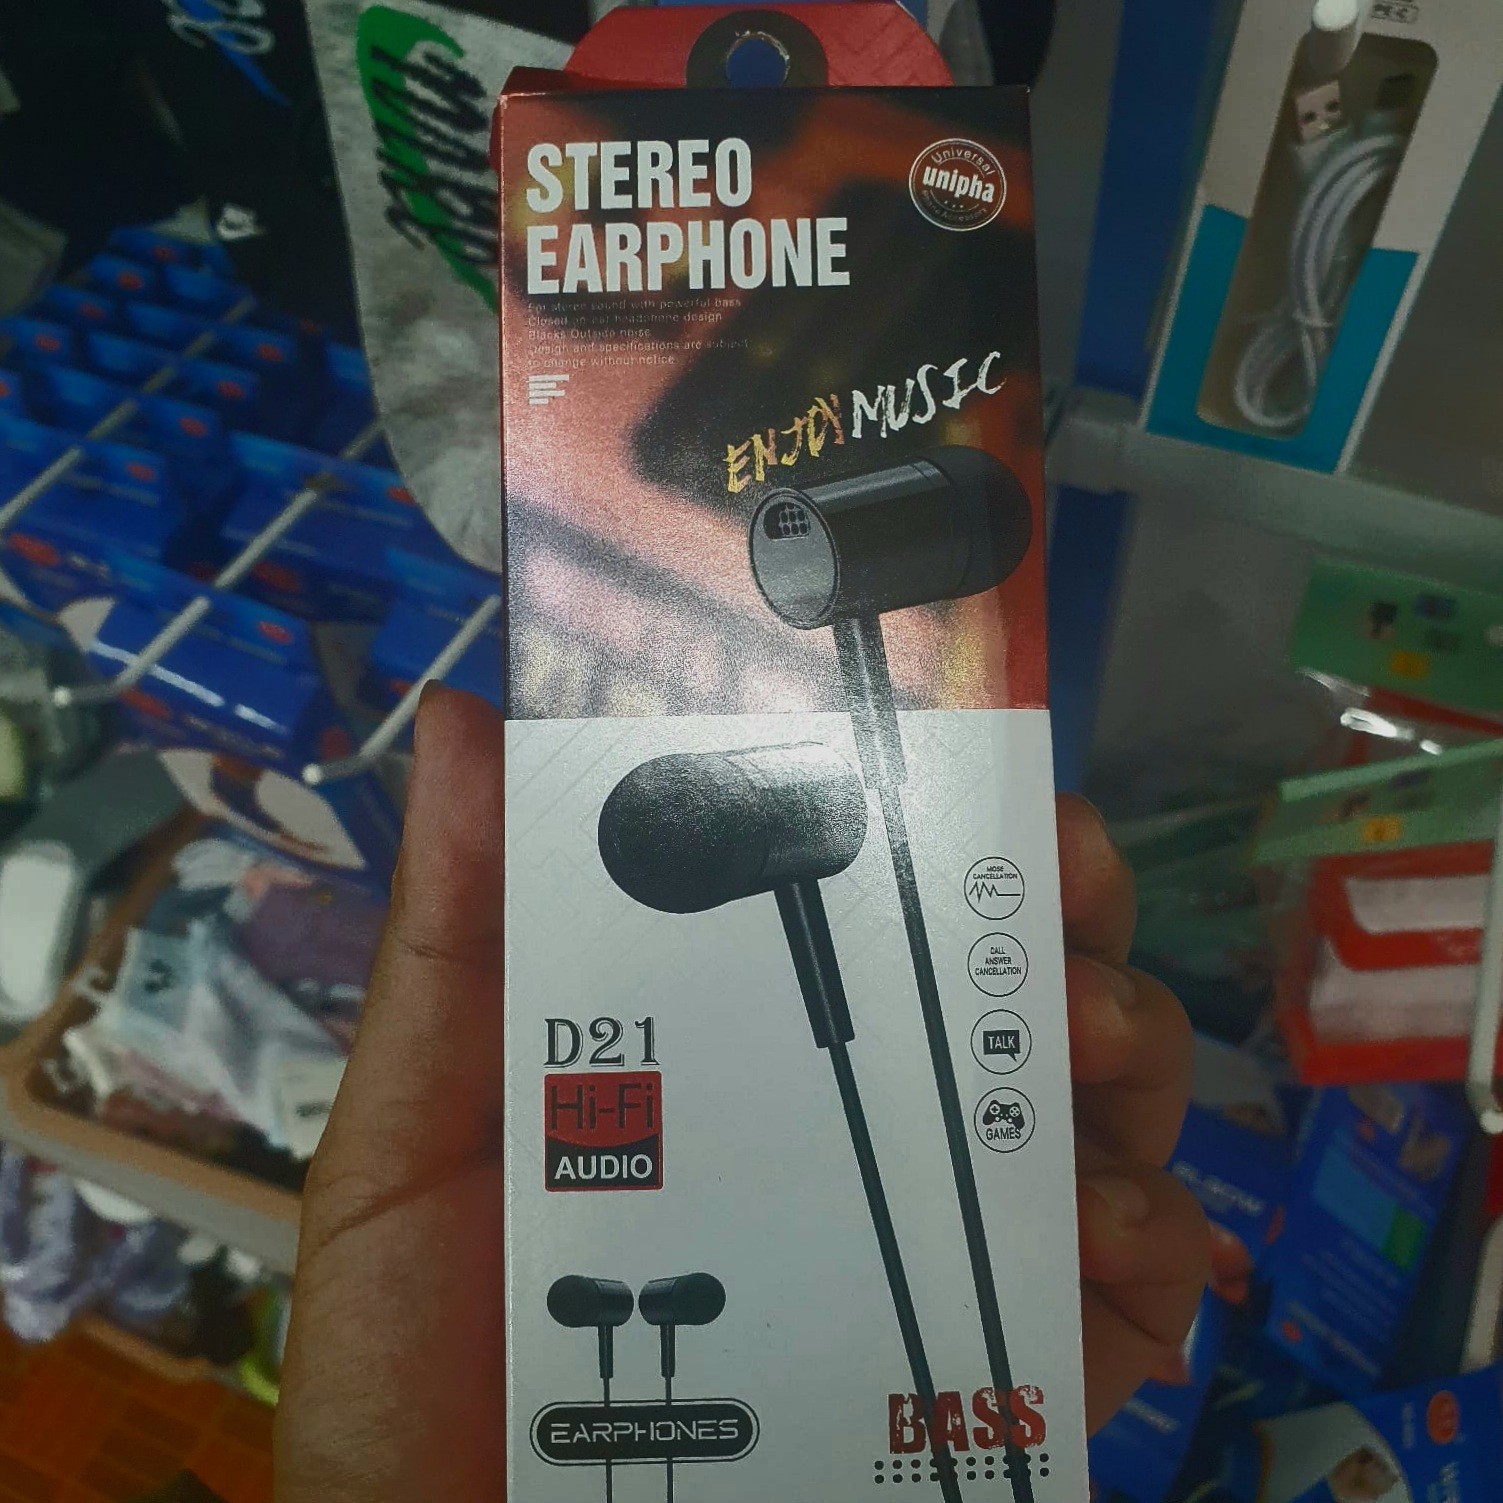 STEREO
EARPHONE
Universal
unipha
For stereo sound with powerful bass
Closed on-ear headphone design
Blacks Outside noise
Design and specifications are subject
to change without notice
ENJOY MUSIC
MOSE
CANCELLATION
CALL
ANSWER
CANCELLATION
TALK
GAMES
D21
Hi-Fi
AUDIO
EARPHONES
BASS